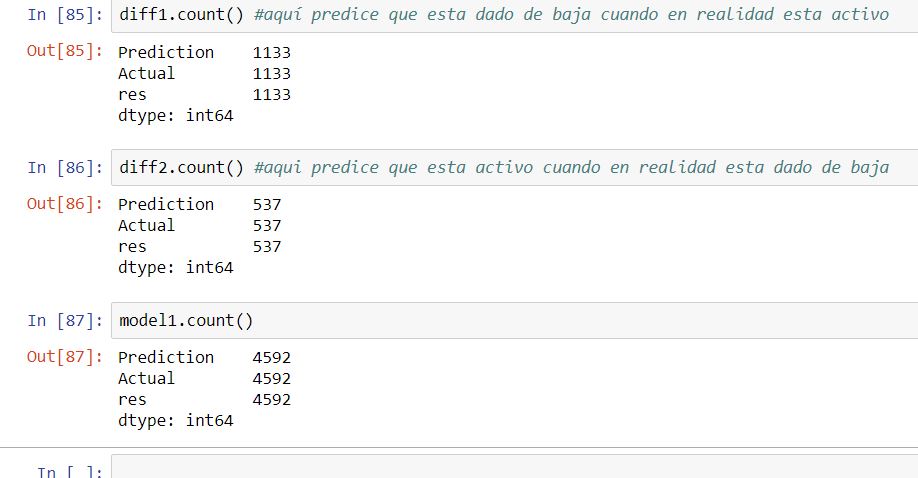 In [85]: diff1.count() #aquí predice que esta dado de baja cuando en realidad esta activo
Out[85]: Prediction    1133
Actual        1133
res           1133
dtype: int64
In [86]: diff2.count() #aqui predice que esta activo cuando en realidad esta dado de baja
Out[86]: Prediction    537
Actual        537
res           537
dtype: int64
In [87]: model1.count()
Out[87]: Prediction    4592
Actual        4592
res           4592
dtype: int64
In [ ]: